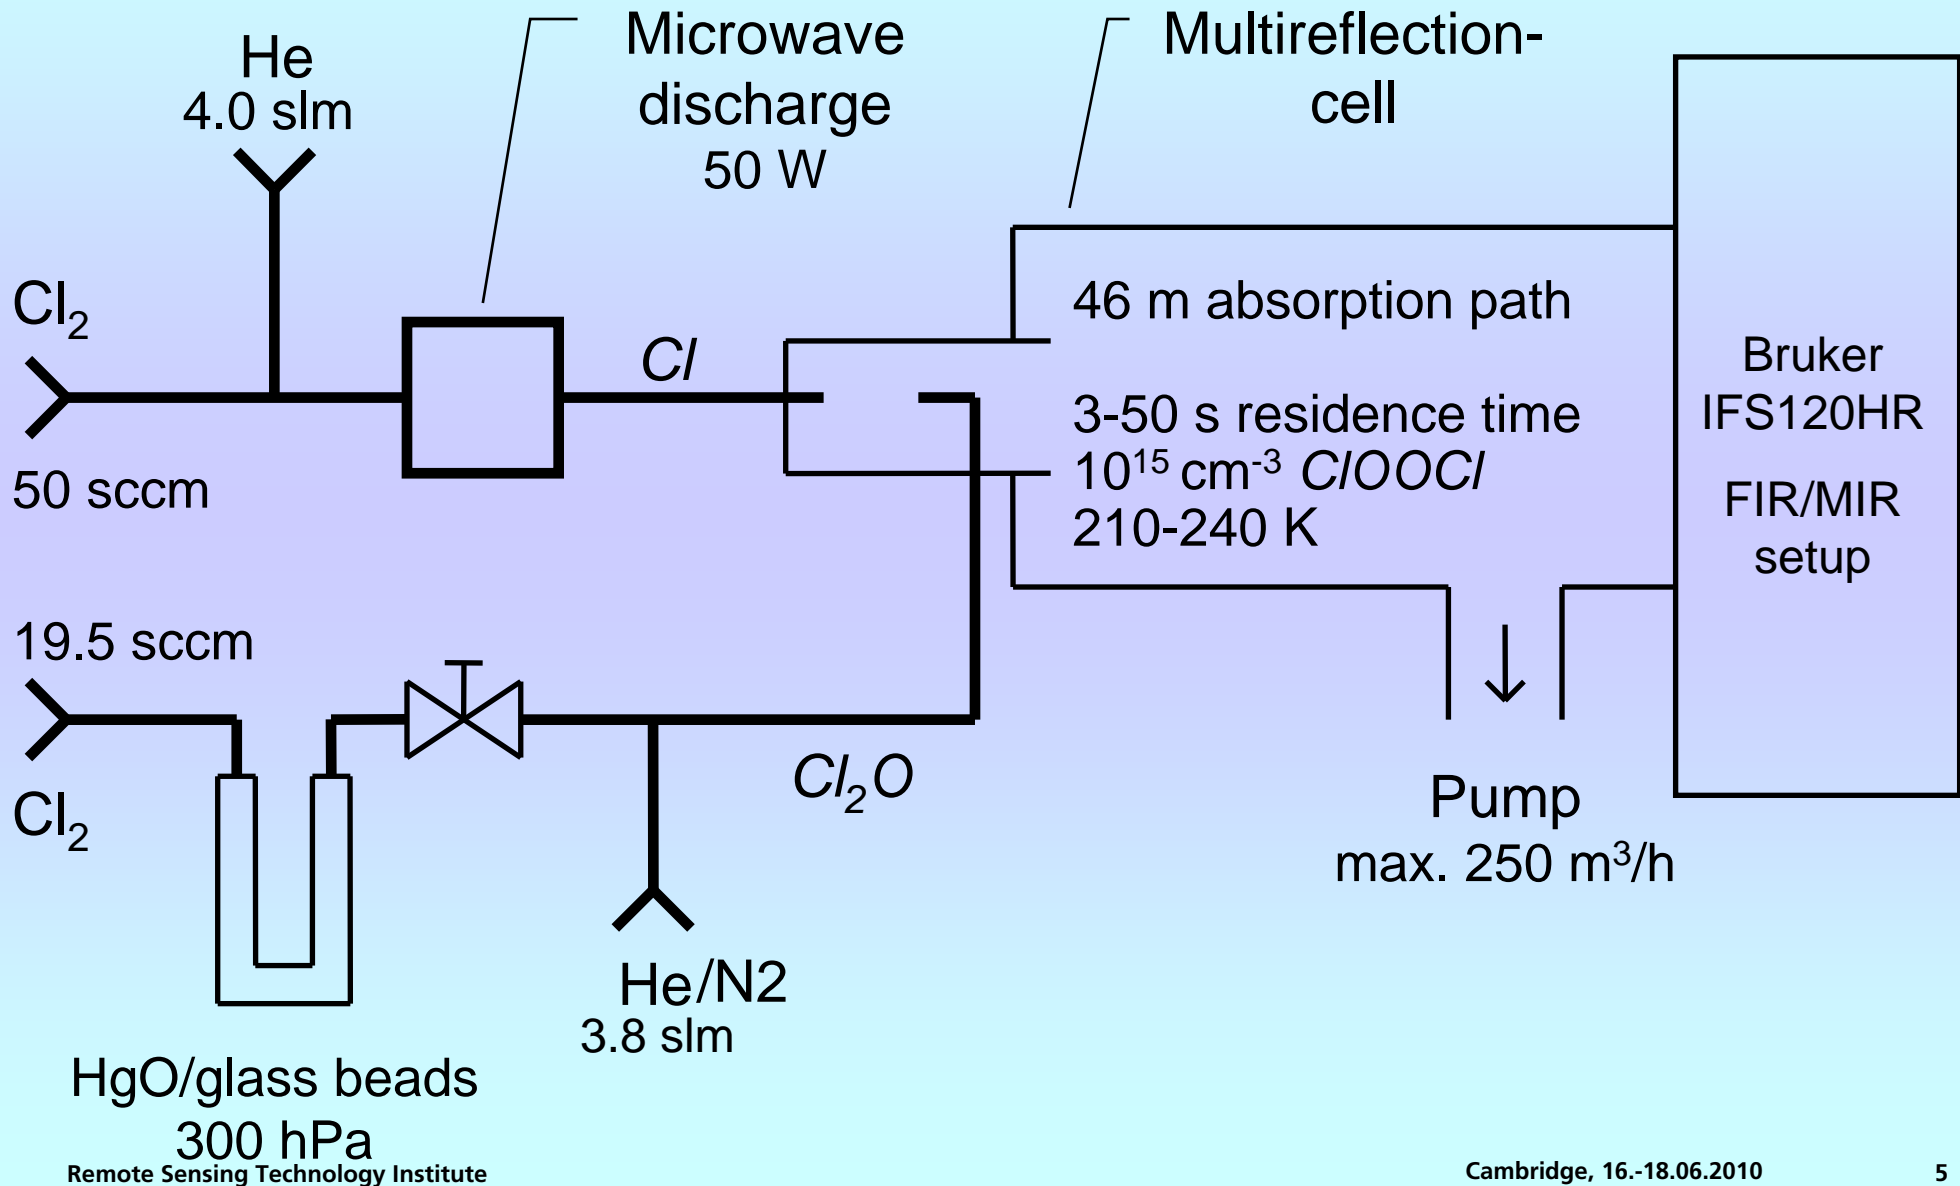 He
4.0 slm
Microwave
discharge
50 W
Multireflection-
cell
Cl₂
50 sccm
Cl
46 m absorption path
3-50 s residence time
10¹⁵ cm⁻³ ClOOCl
210-240 K
Bruker
IFS120HR
FIR/MIR
setup
19.5 sccm
Cl₂
Cl₂O
Pump
max. 250 m³/h
He/N2
3.8 slm
HgO/glass beads
300 hPa
Remote Sensing Technology Institute
Cambridge, 16.-18.06.2010
5